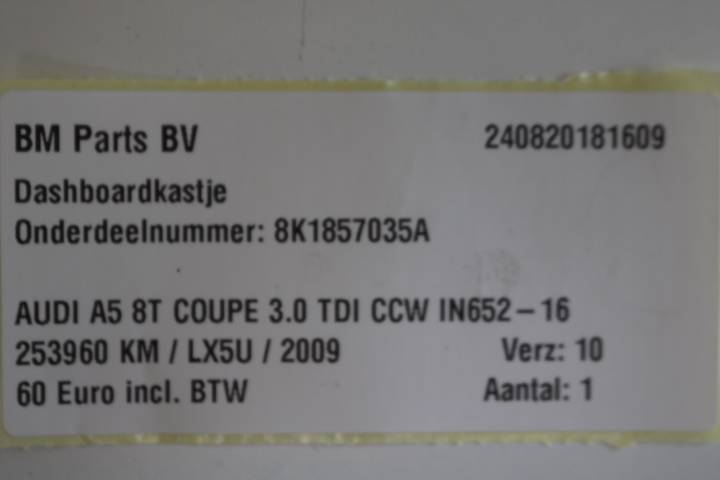 BM Parts BV 240820181609
Dashboardkastje
Onderdeelnummer: 8K1857035A
AUDI A5 8T COUPE 3.0 TDI CCW IN652-16
253960 KM / LX5U / 2009 Verz: 10
60 Euro incl. BTW Aantal: 1